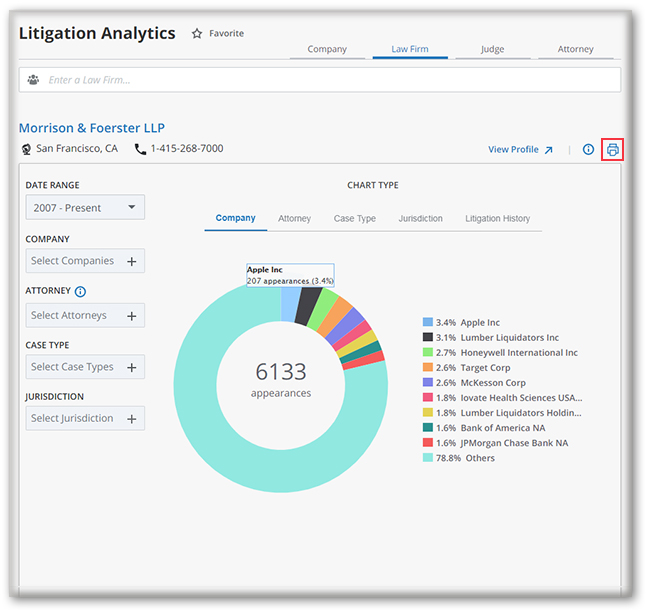 Litigation Analytics Favorite
Company Law Firm Judge Attorney
Enter a Law Firm...
Morrison & Foerster LLP
San Francisco, CA 1-415-268-7000 View Profile
DATE RANGE
2007 - Present
COMPANY
Select Companies +
ATTORNEY
Select Attorneys +
CASE TYPE
Select Case Types +
JURISDICTION
Select Jurisdiction +
CHART TYPE
Company Attorney Case Type Jurisdiction Litigation History
Apple Inc
207 appearances (3.4%)
6133
appearances
3.4% Apple Inc
3.1% Lumber Liquidators Inc
2.7% Honeywell International Inc
2.6% Target Corp
2.6% McKesson Corp
1.8% Iovate Health Sciences USA...
1.8% Lumber Liquidators Holdin...
1.6% Bank of America NA
1.6% JPMorgan Chase Bank NA
78.8% Others